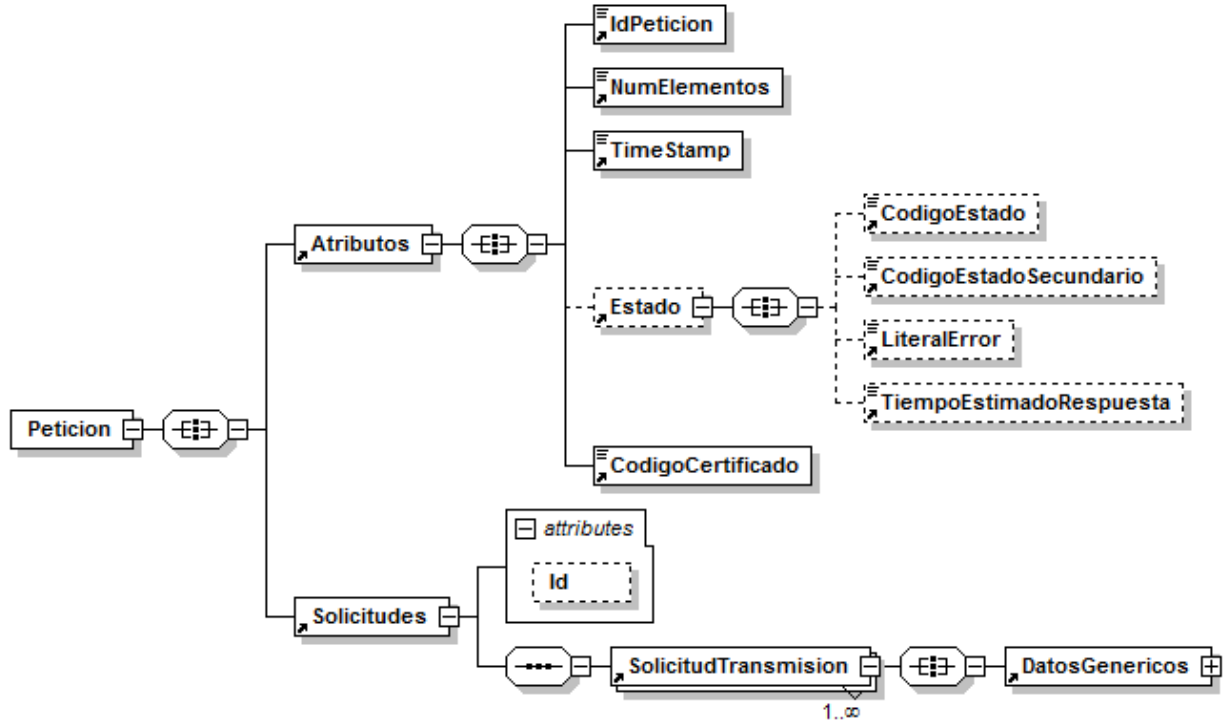 IdPeticion
NumElementos
TimeStamp
CodigoEstado
Atributos
CodigoEstadoSecundario
Estado
LiteralError
TiempoEstimadoRespuesta
Peticion
CodigoCertificado
attributes
Id
Solicitudes
SolicitudTransmision
DatosGenericos
1..∞